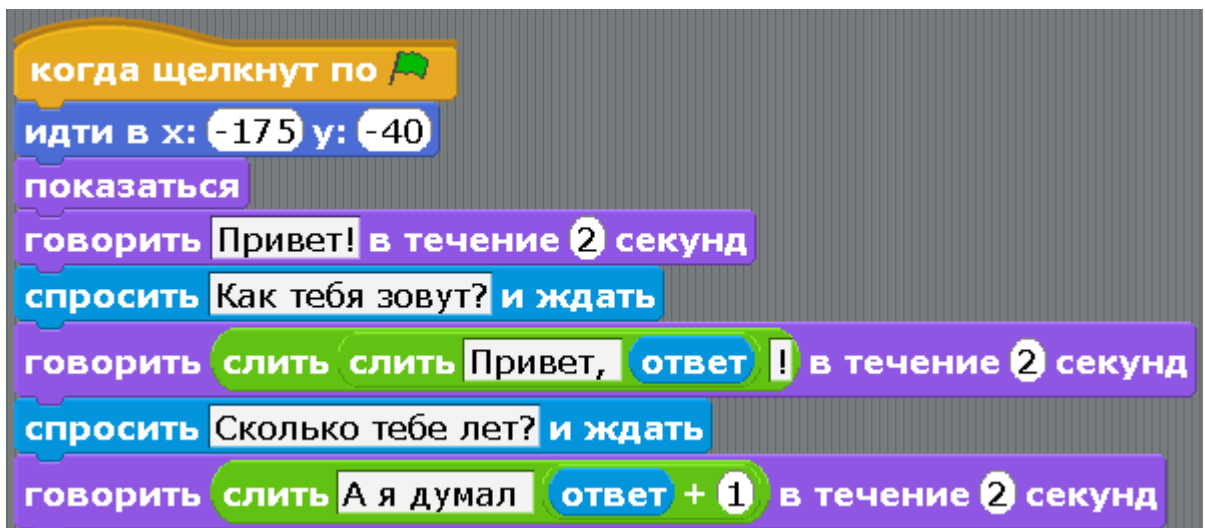 когда щелкнут по
идти в x: -175 y: -40
показаться
говорить Привет! в течение 2 секунд
спросить Как тебя зовут? и ждать
говорить слить слить Привет, ответ ! в течение 2 секунд
спросить Сколько тебе лет? и ждать
говорить слить А я думал ответ + 1 в течение 2 секунд